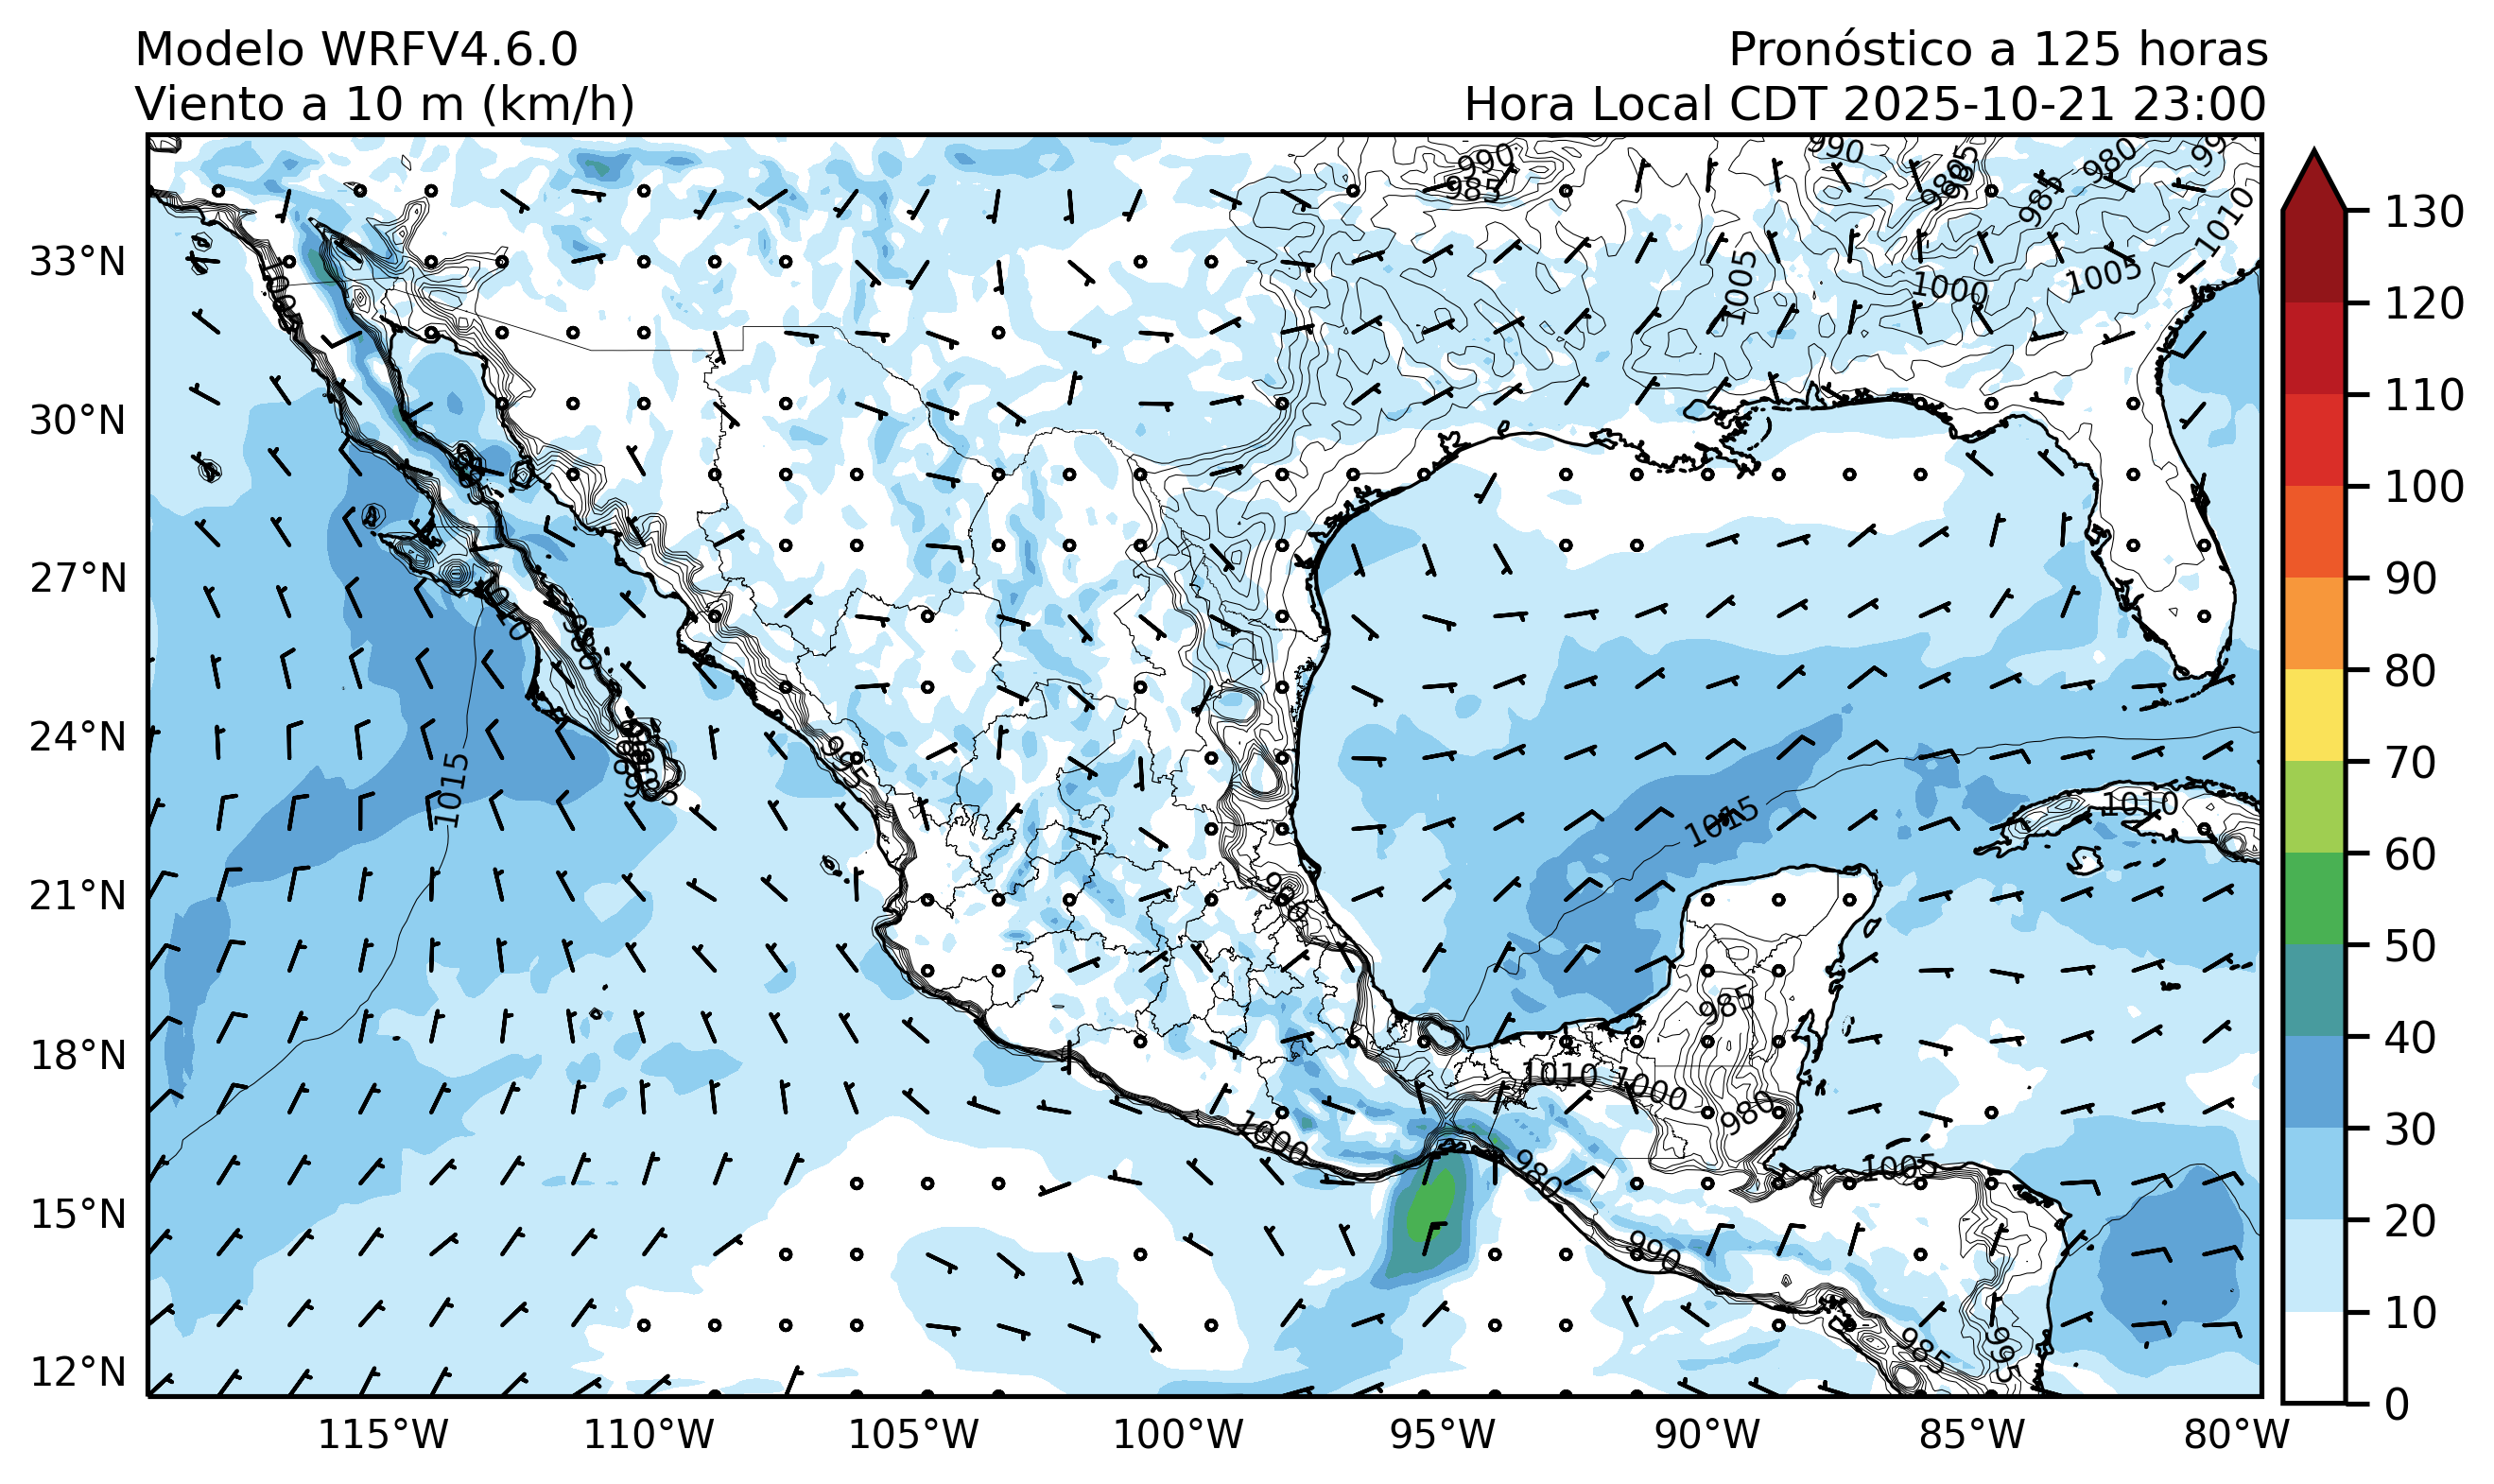 Modelo WRFV4.6.0
Viento a 10 m (km/h)
Pronóstico a 125 horas
Hora Local CDT 2025-10-21 23:00
33°N
30°N
27°N
24°N
21°N
18°N
15°N
12°N
115°W
110°W
105°W
100°W
95°W
90°W
85°W
80°W
130
120
110
100
90
80
70
60
50
40
30
20
10
0
990
985
990
980
985
1010
1005
1000
1005
1015
995
1015
1010
980
985
1010
1000
980
1000
980
1005
990
985
965